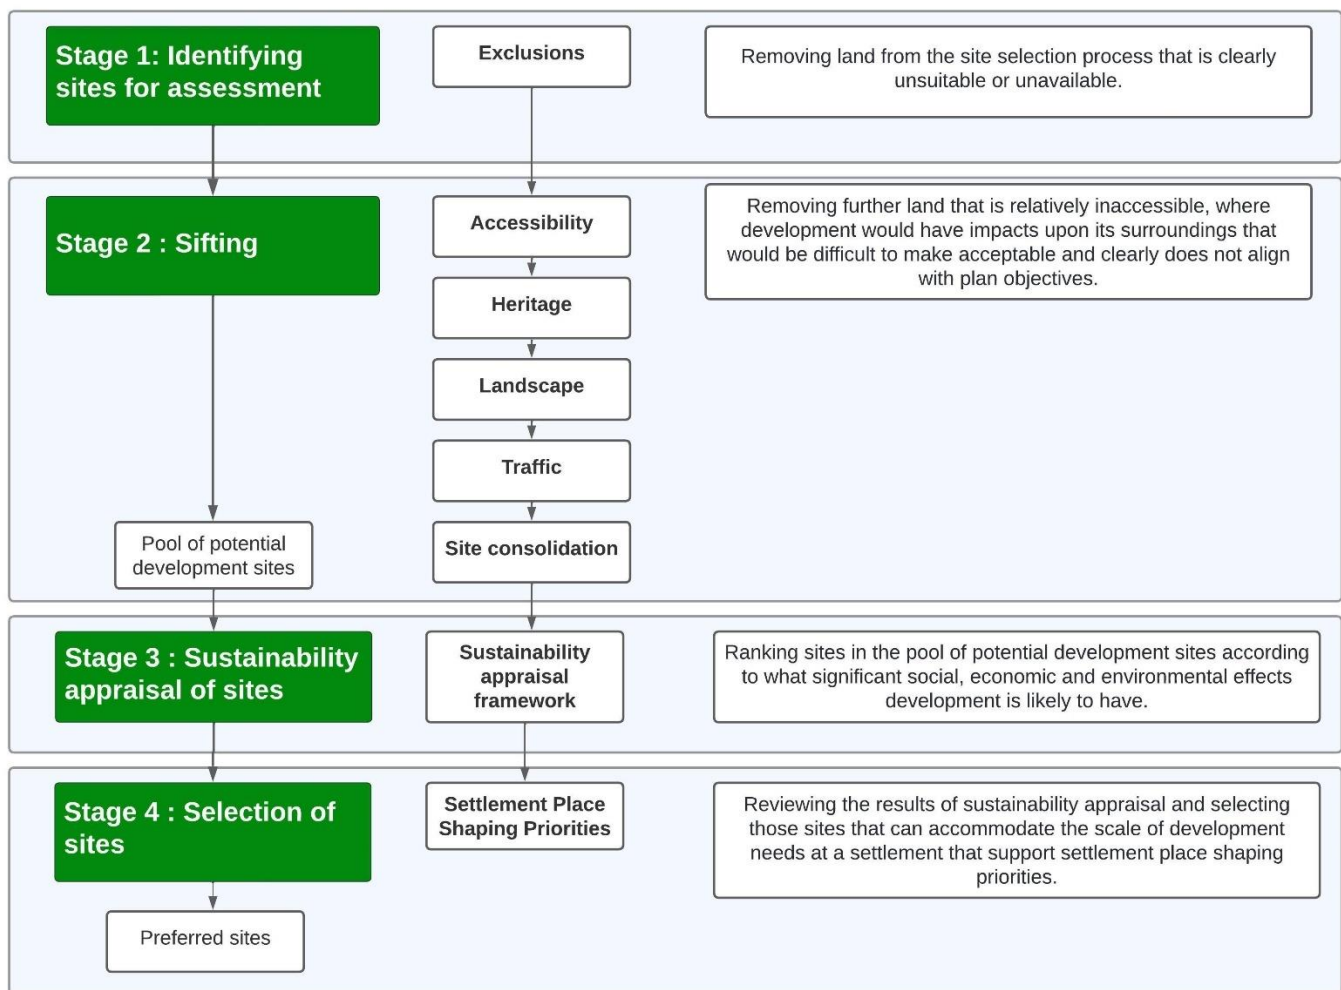 Stage 1: Identifying
sites for assessment
Exclusions
Removing land from the site selection process that is clearly
unsuitable or unavailable.
Stage 2 : Sifting
Accessibility
Heritage
Landscape
Traffic
Site consolidation
Removing further land that is relatively inaccessible, where
development would have impacts upon its surroundings that
would be difficult to make acceptable and clearly does not align
with plan objectives.
Pool of potential
development sites
Stage 3 : Sustainability
appraisal of sites
Sustainability
appraisal
framework
Ranking sites in the pool of potential development sites according
to what significant social, economic and environmental effects
development is likely to have.
Stage 4 : Selection of
sites
Settlement Place
Shaping Priorities
Reviewing the results of sustainability appraisal and selecting
those sites that can accommodate the scale of development
needs at a settlement that support settlement place shaping
priorities.
Preferred sites